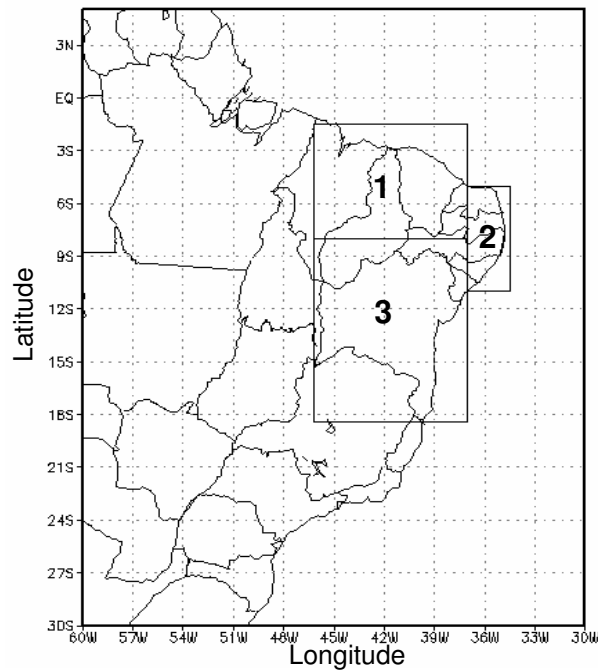 3N
EQ
3S
6S
9S
12S
15S
18S
21S
24S
27S
30S
Latitude
1
2
3
60W 57W 54W 51W 48W 45W 42W 39W 36W 33W 30W
Longitude